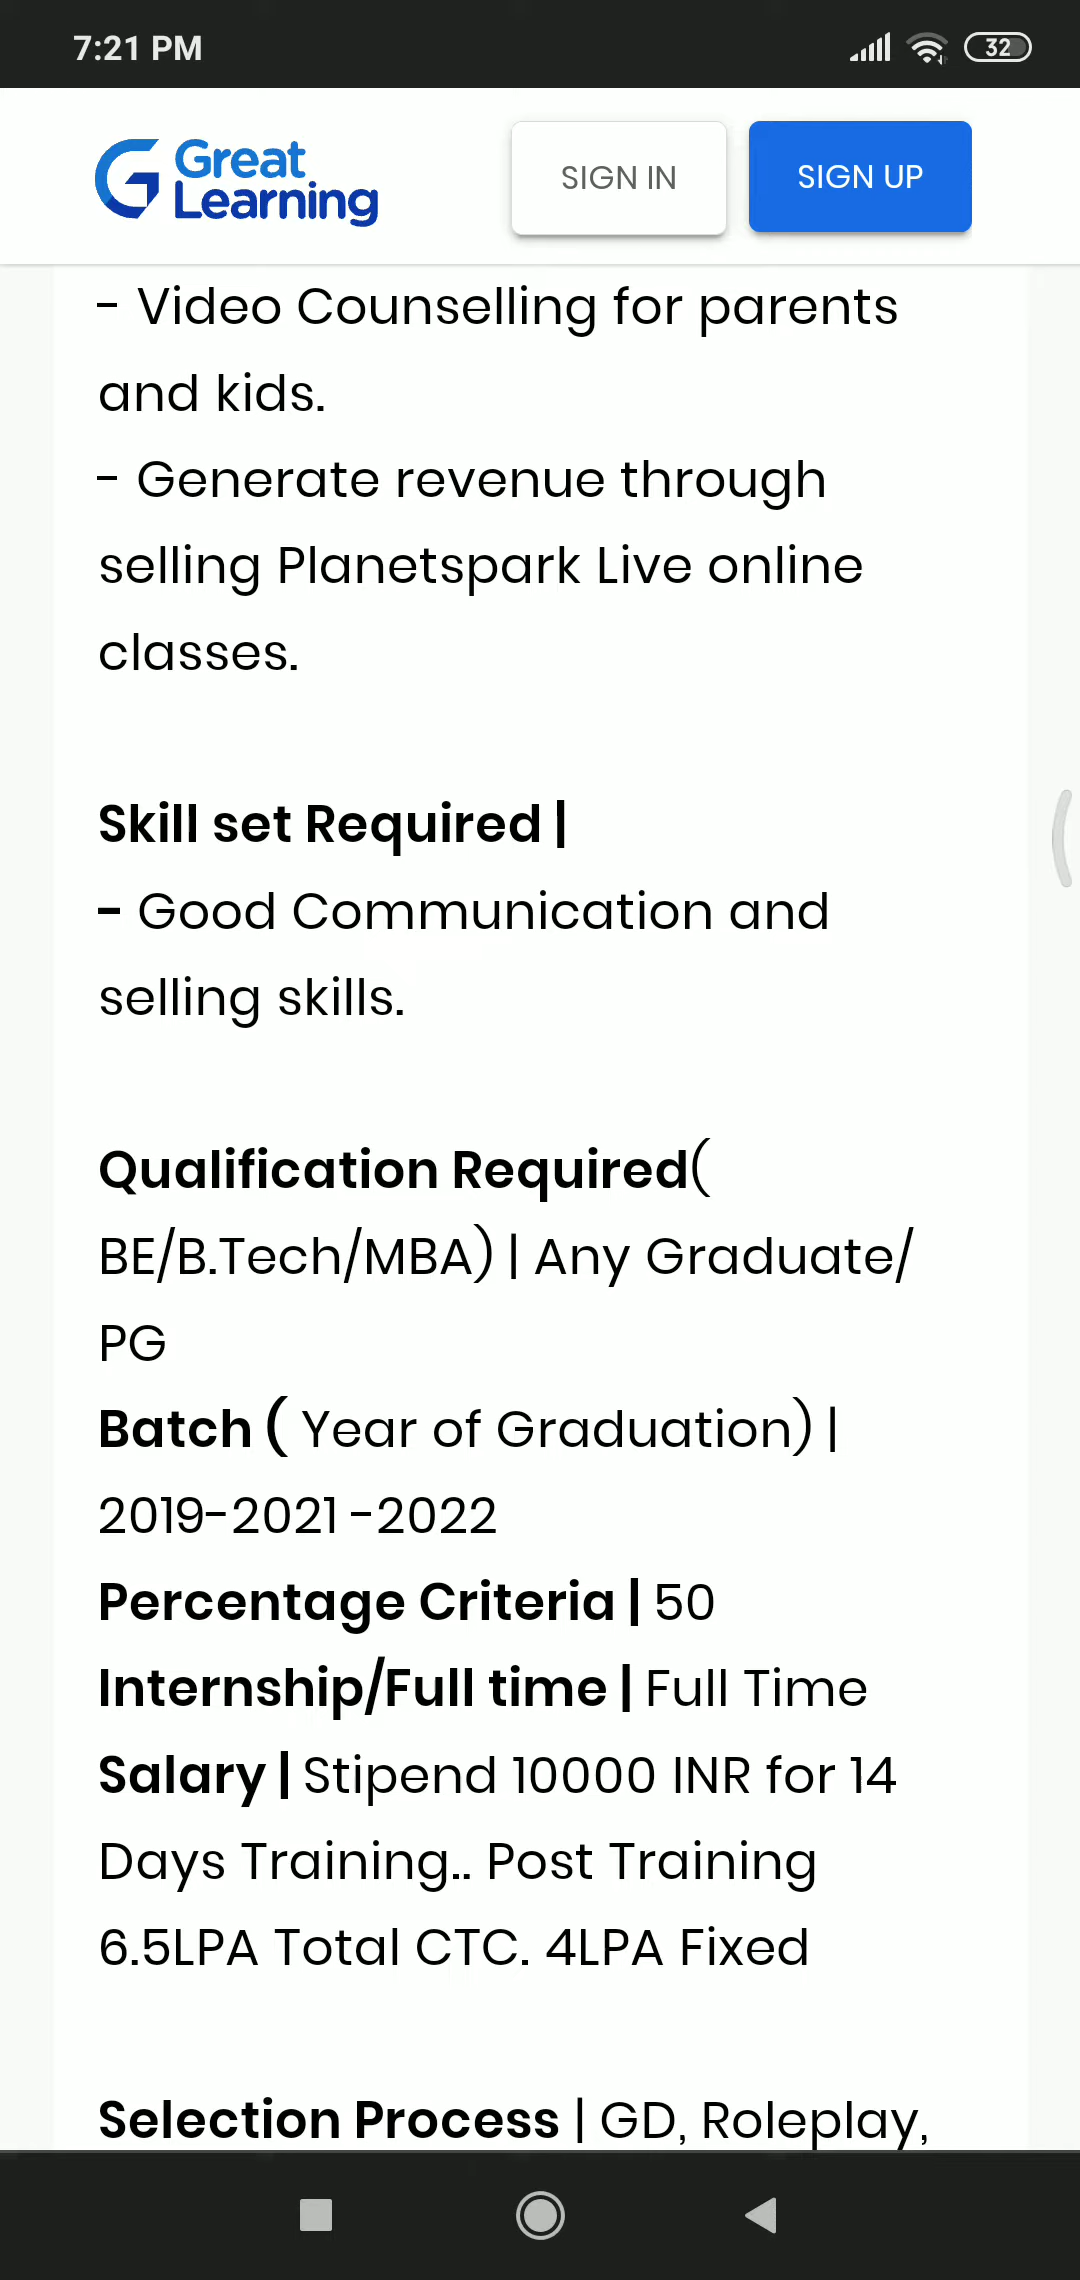 7:21 PM
32
Great
Learning
SIGN IN
SIGN UP
- Video Counselling for parents
and kids.
- Generate revenue through
selling Planetspark Live online
classes.
Skill set Required |
- Good Communication and
selling skills.
Qualification Required(
BE/B.Tech/MBA) | Any Graduate/
PG
Batch ( Year of Graduation) |
2019-2021 -2022
Percentage Criteria | 50
Internship/Full time | Full Time
Salary | Stipend 10000 INR for 14
Days Training.. Post Training
6.5LPA Total CTC. 4LPA Fixed
Selection Process | GD, Roleplay,